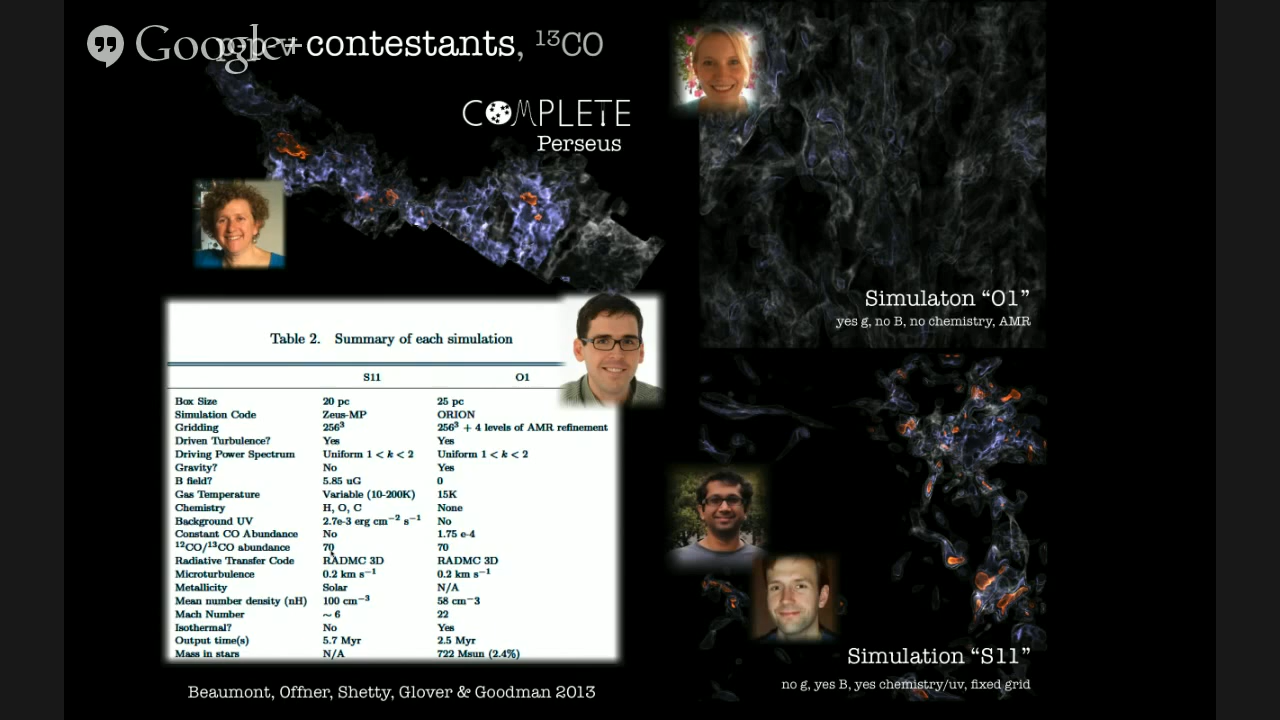 Google+
contestants, ¹³CO
COMPLETE
Perseus
Table 2. Summary of each simulation
S11 O1
Box Size 20 pc 25 pc
Simulation Code Zeus-MP ORION
Gridding 256³ 256³ + 4 levels of AMR refinement
Driven Turbulence? Yes Yes
Driving Power Spectrum Uniform 1 < k < 2 Uniform 1 < k < 2
Gravity? No Yes
B field? 5.85 uG 0
Gas Temperature Variable (10-200K) 15K
Chemistry H, O, C None
Background UV 2.7e-3 erg cm⁻² s⁻¹ No
Constant CO Abundance No 1.75 e-4
¹²CO/¹³CO abundance 70 70
Radiative Transfer Code RADMC 3D RADMC 3D
Microturbulence 0.2 km s⁻¹ 0.2 km s⁻¹
Metallicity Solar N/A
Mean number density (nH) 100 cm⁻³ 58 cm−3
Mach Number ~ 6 22
Isothermal? No Yes
Output time(s) 5.7 Myr 2.5 Myr
Mass in stars N/A 722 Msun (2.4%)
Beaumont, Offner, Shetty, Glover & Goodman 2013
Simulaton “O1”
yes g, no B, no chemistry, AMR
Simulation “S11”
no g, yes B, yes chemistry/uv, fixed grid